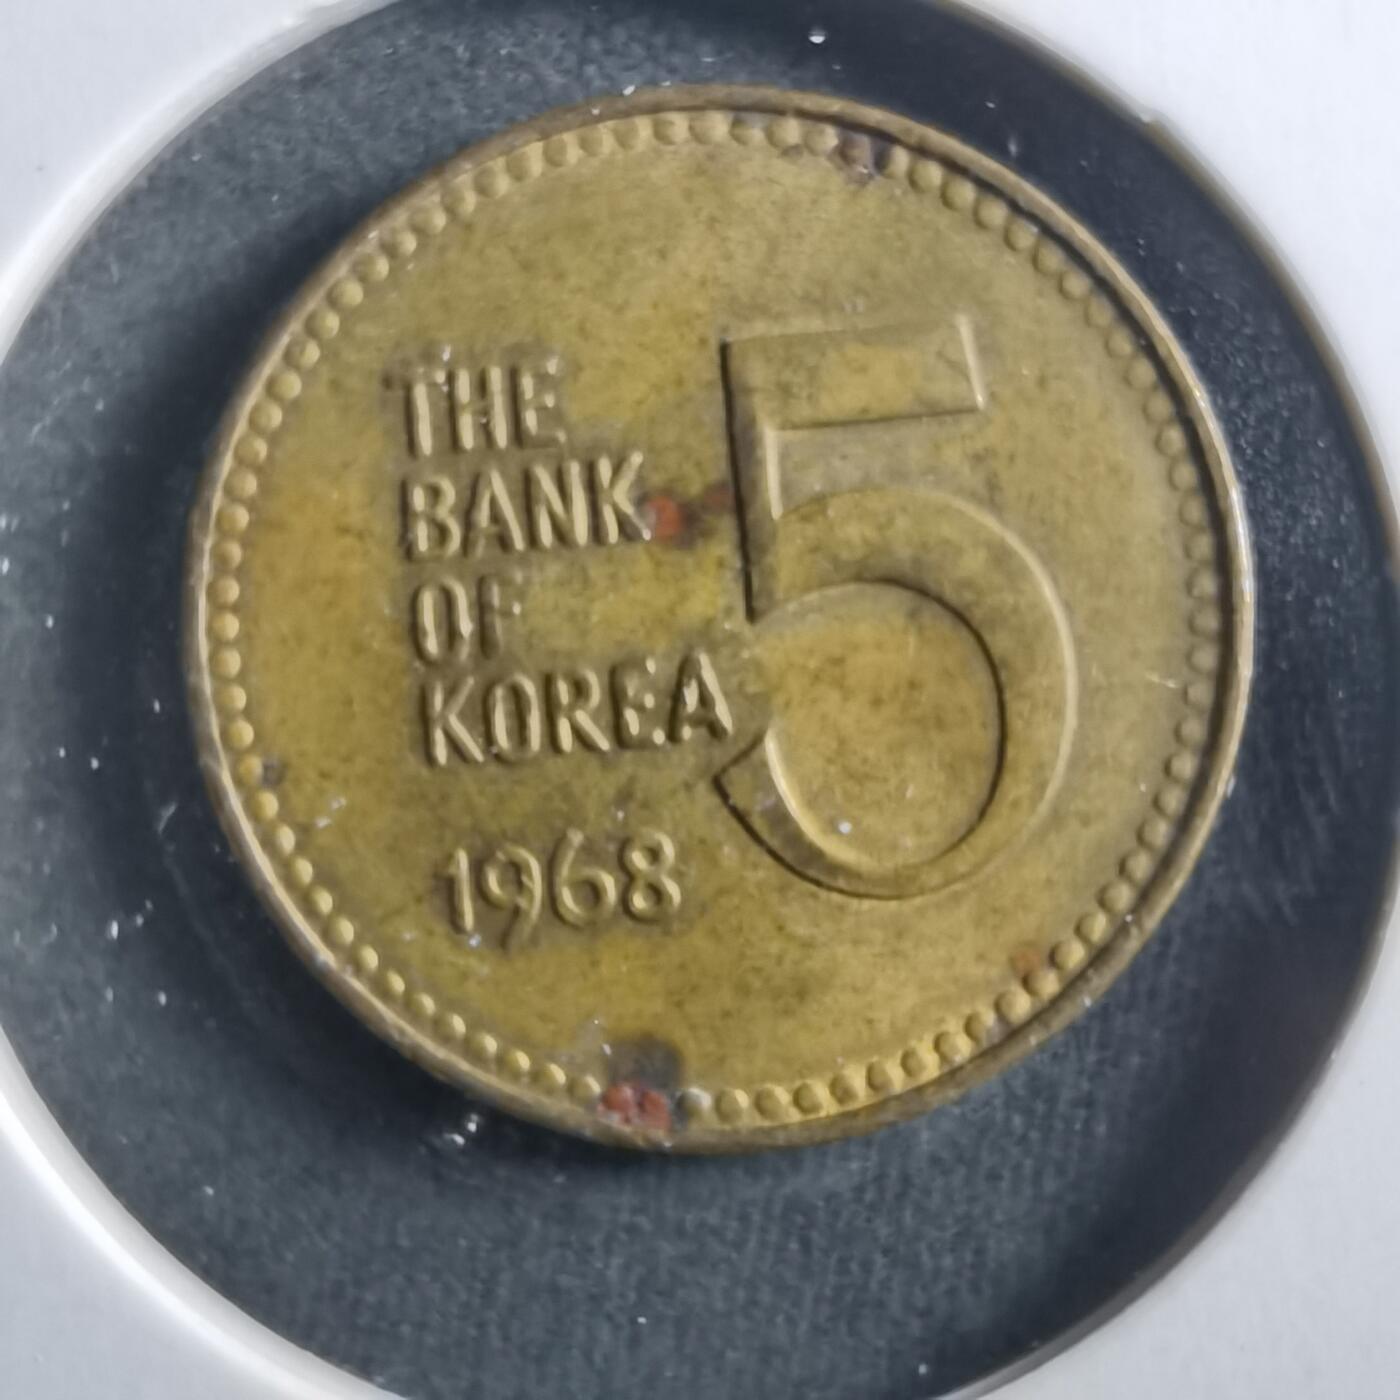 THE
BANK
OF
KOREA
1968
5